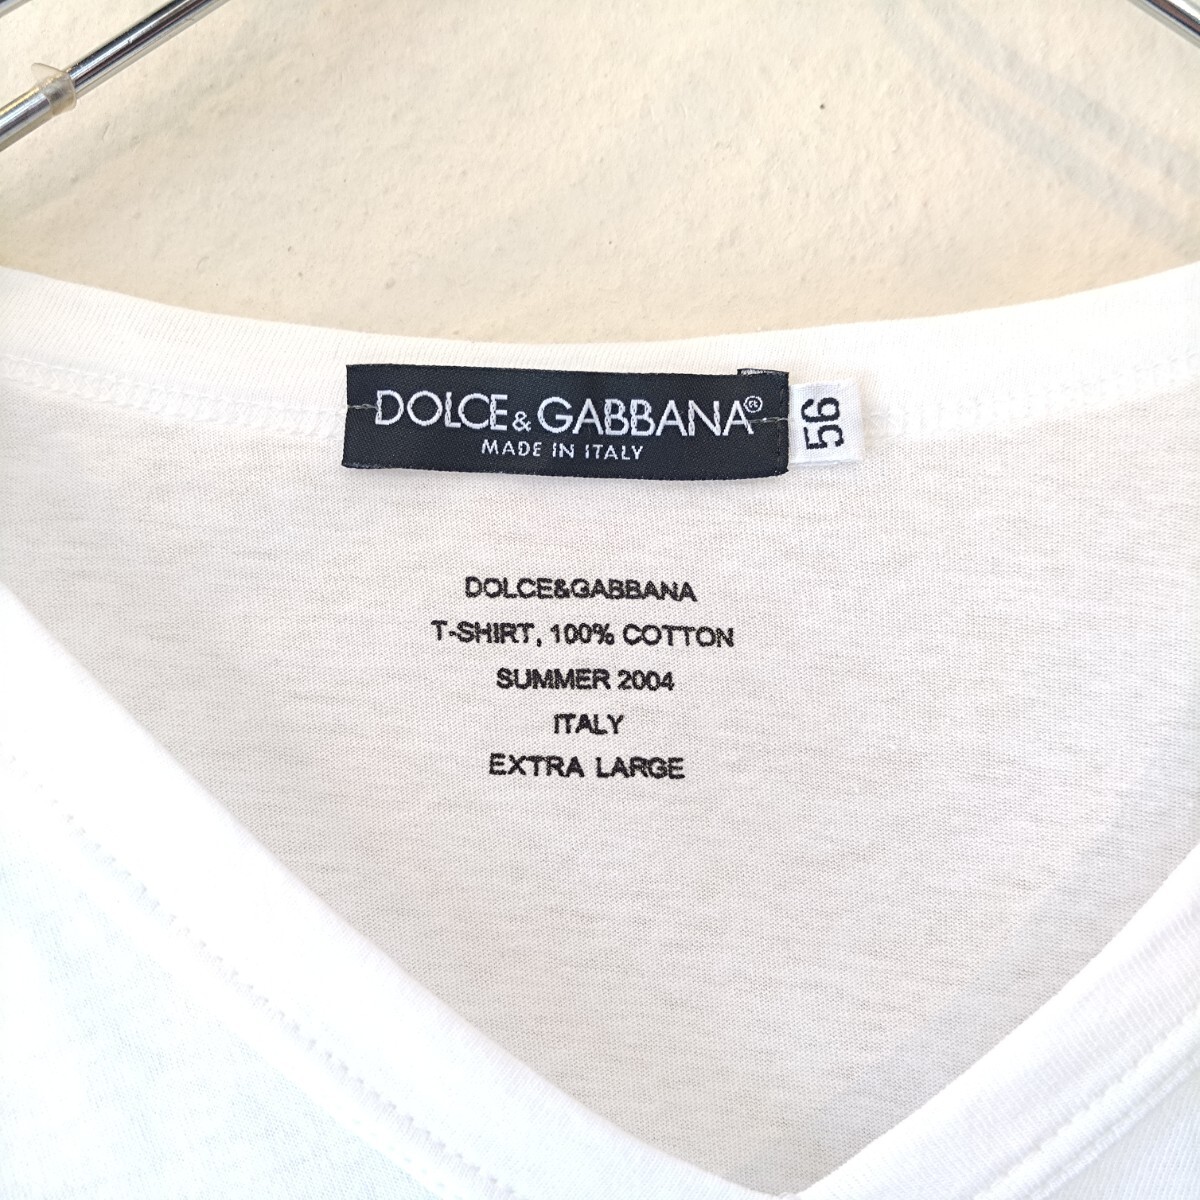 DOLCE&GABBANA®
MADE IN ITALY
56
DOLCE&GABBANA
T-SHIRT, 100% COTTON
SUMMER 2004
ITALY
EXTRA LARGE